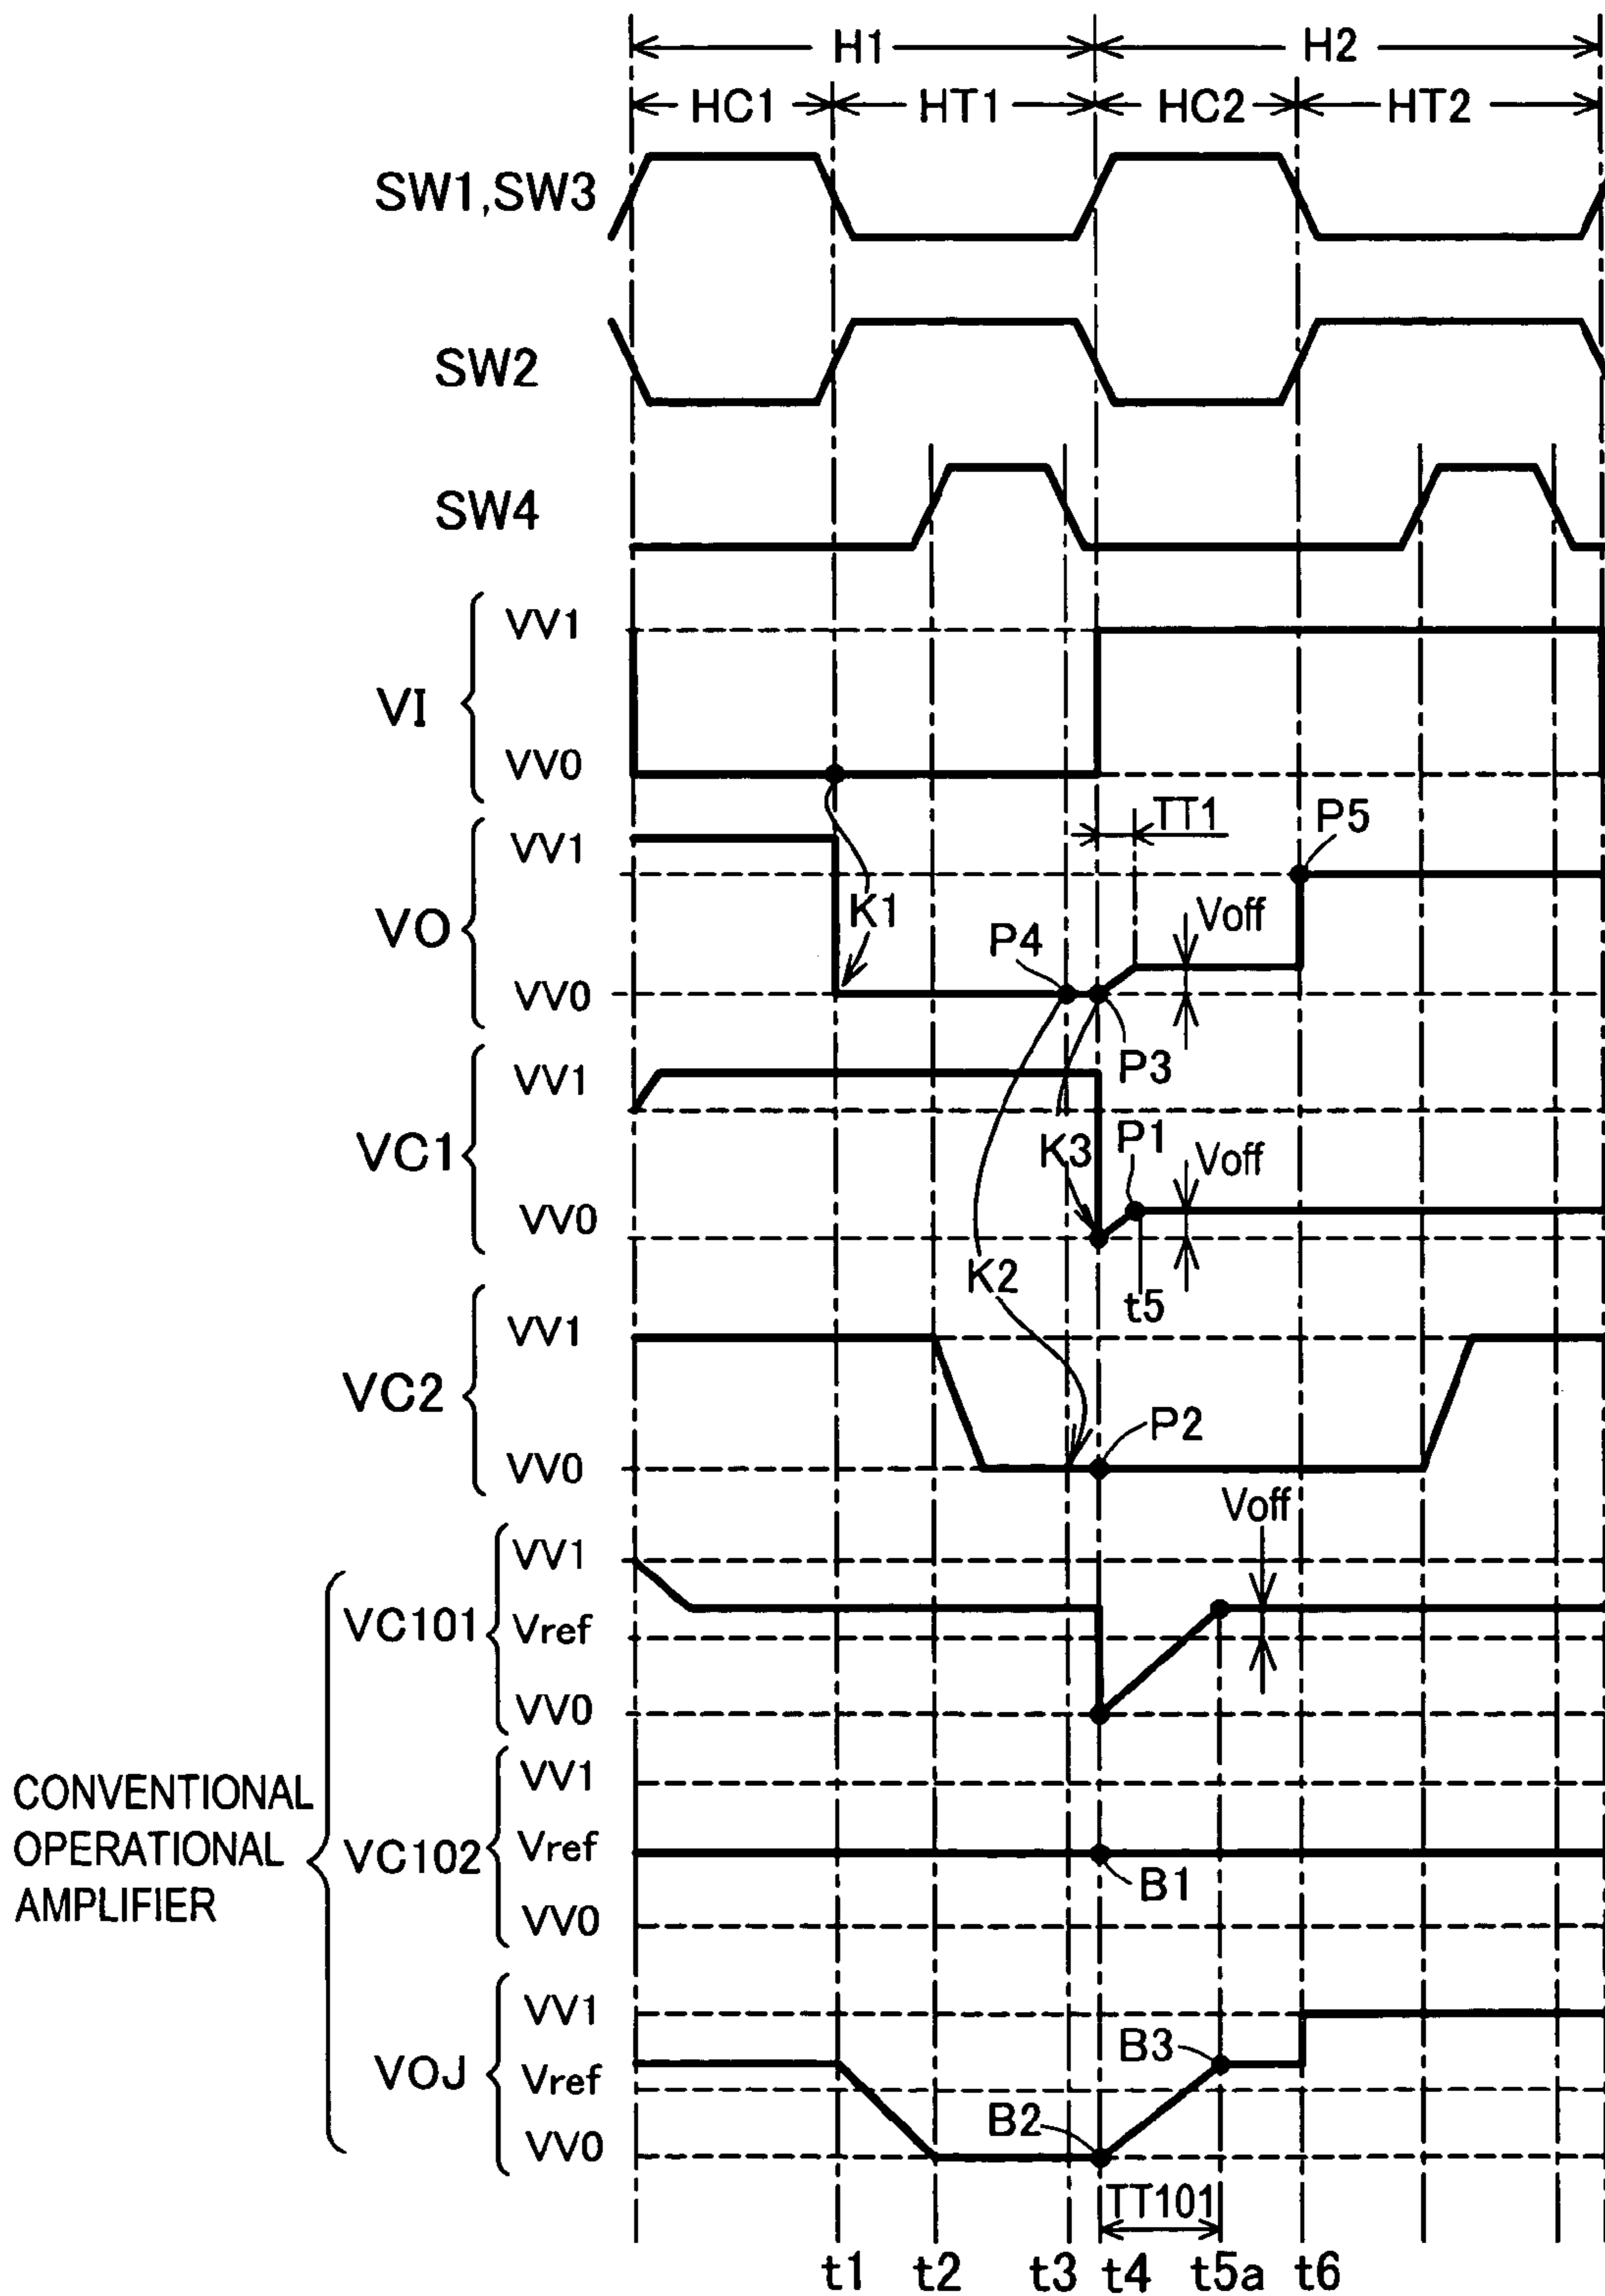 H1 H2
HC1 HT1 HC2 HT2
SW1,SW3
SW2
SW4
VI
VV1
VV0
TT1
P5
VO
VV1
K1
Voff
P4
VV0
P3
VC1
VV1
K3
P1
Voff
VV0
K2
t5
VC2
VV1
P2
VV0
Voff
CONVENTIONAL
OPERATIONAL
AMPLIFIER
VC101
VV1
Vref
VV0
VC102
VV1
Vref
B1
VV0
VOJ
VV1
B3
Vref
B2
VV0
TT101
t1 t2 t3 t4 t5a t6